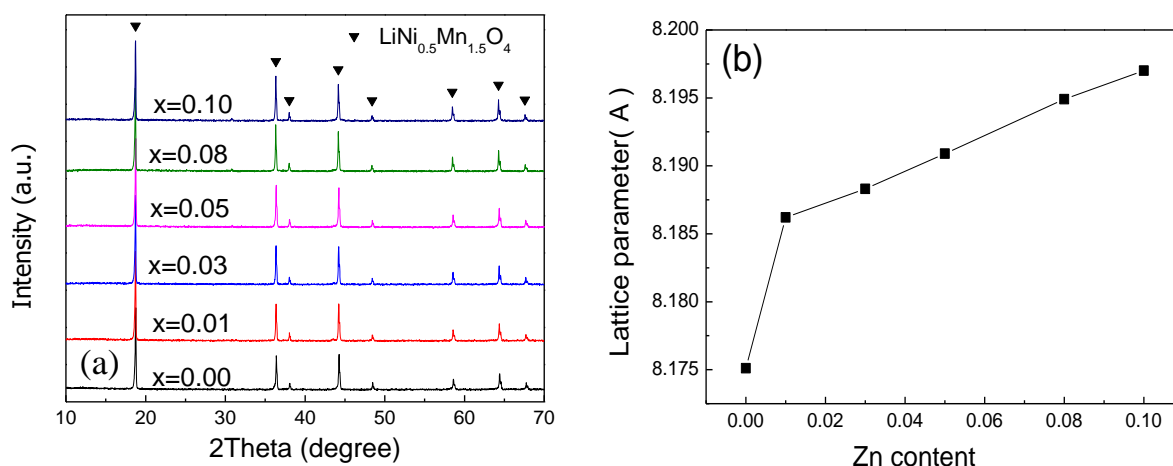 LiNi0.5Mn1.5O4
x=0.10
x=0.08
x=0.05
x=0.03
x=0.01
x=0.00
(a)
Intensity (a.u.)
10 20 30 40 50 60 70
2Theta (degree)
(b)
Lattice parameter( A )
8.200
8.195
8.190
8.185
8.180
8.175
0.00 0.02 0.04 0.06 0.08 0.10
Zn content